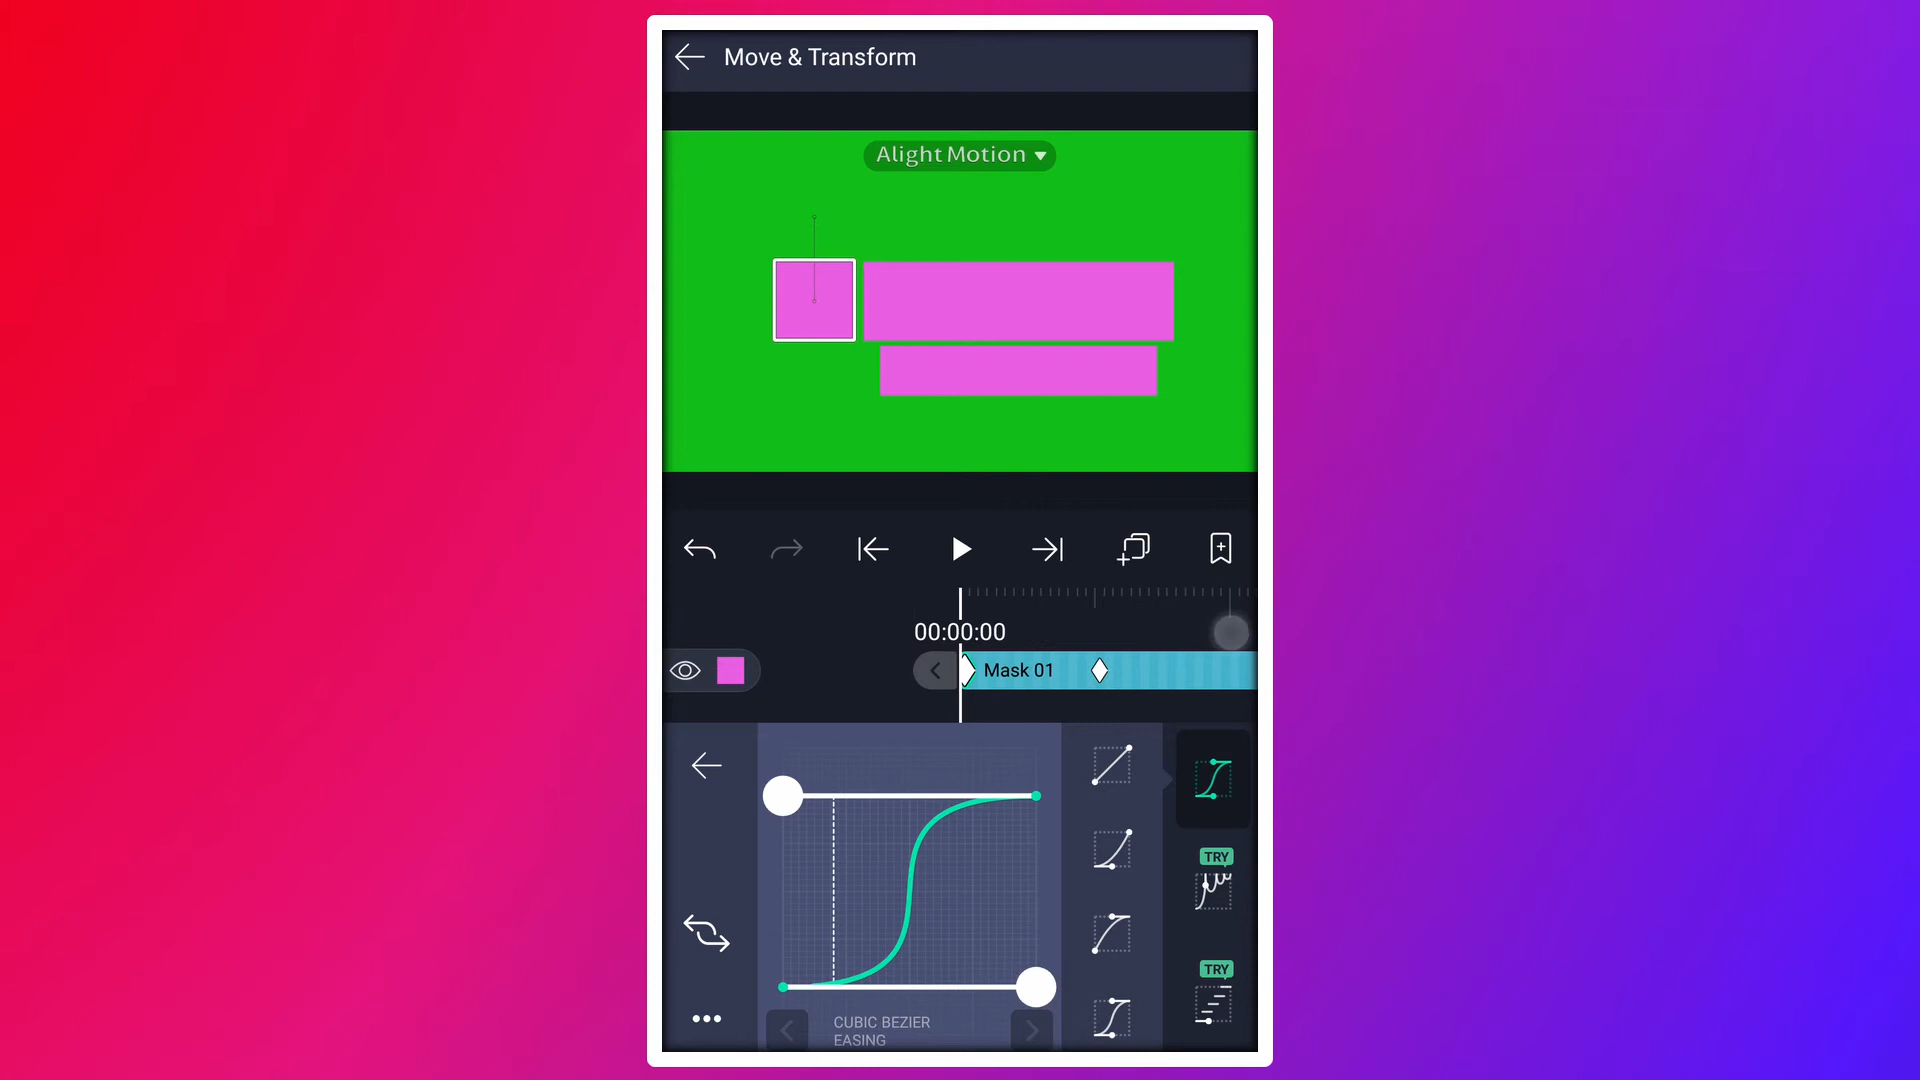 Move & Transform
Alight Motion
00:00:00
Mask 01
TRY
TRY
CUBIC BEZIER
EASING